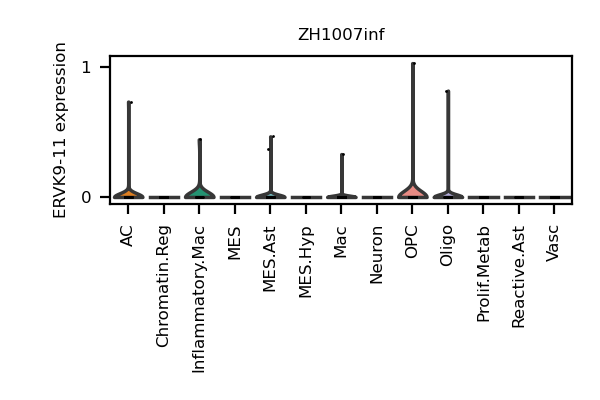 ZH1007inf
ERVK9-11 expression
1
0
AC
Chromatin.Reg
Inflammatory.Mac
MES
MES.Ast
MES.Hyp
Mac
Neuron
OPC
Oligo
Prolif.Metab
Reactive.Ast
Vasc